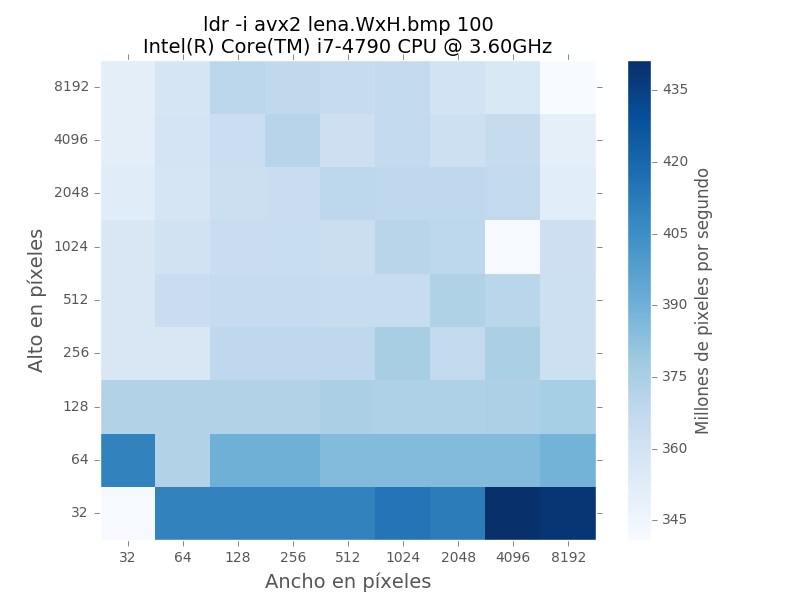 ldr -i avx2 lena.WxH.bmp 100
Intel(R) Core(TM) i7-4790 CPU @ 3.60GHz
Alto en píxeles
8192
4096
2048
1024
512
256
128
64
32
32 64 128 256 512 1024 2048 4096 8192
Ancho en píxeles
435
420
405
390
375
360
345
Millones de pixeles por segundo